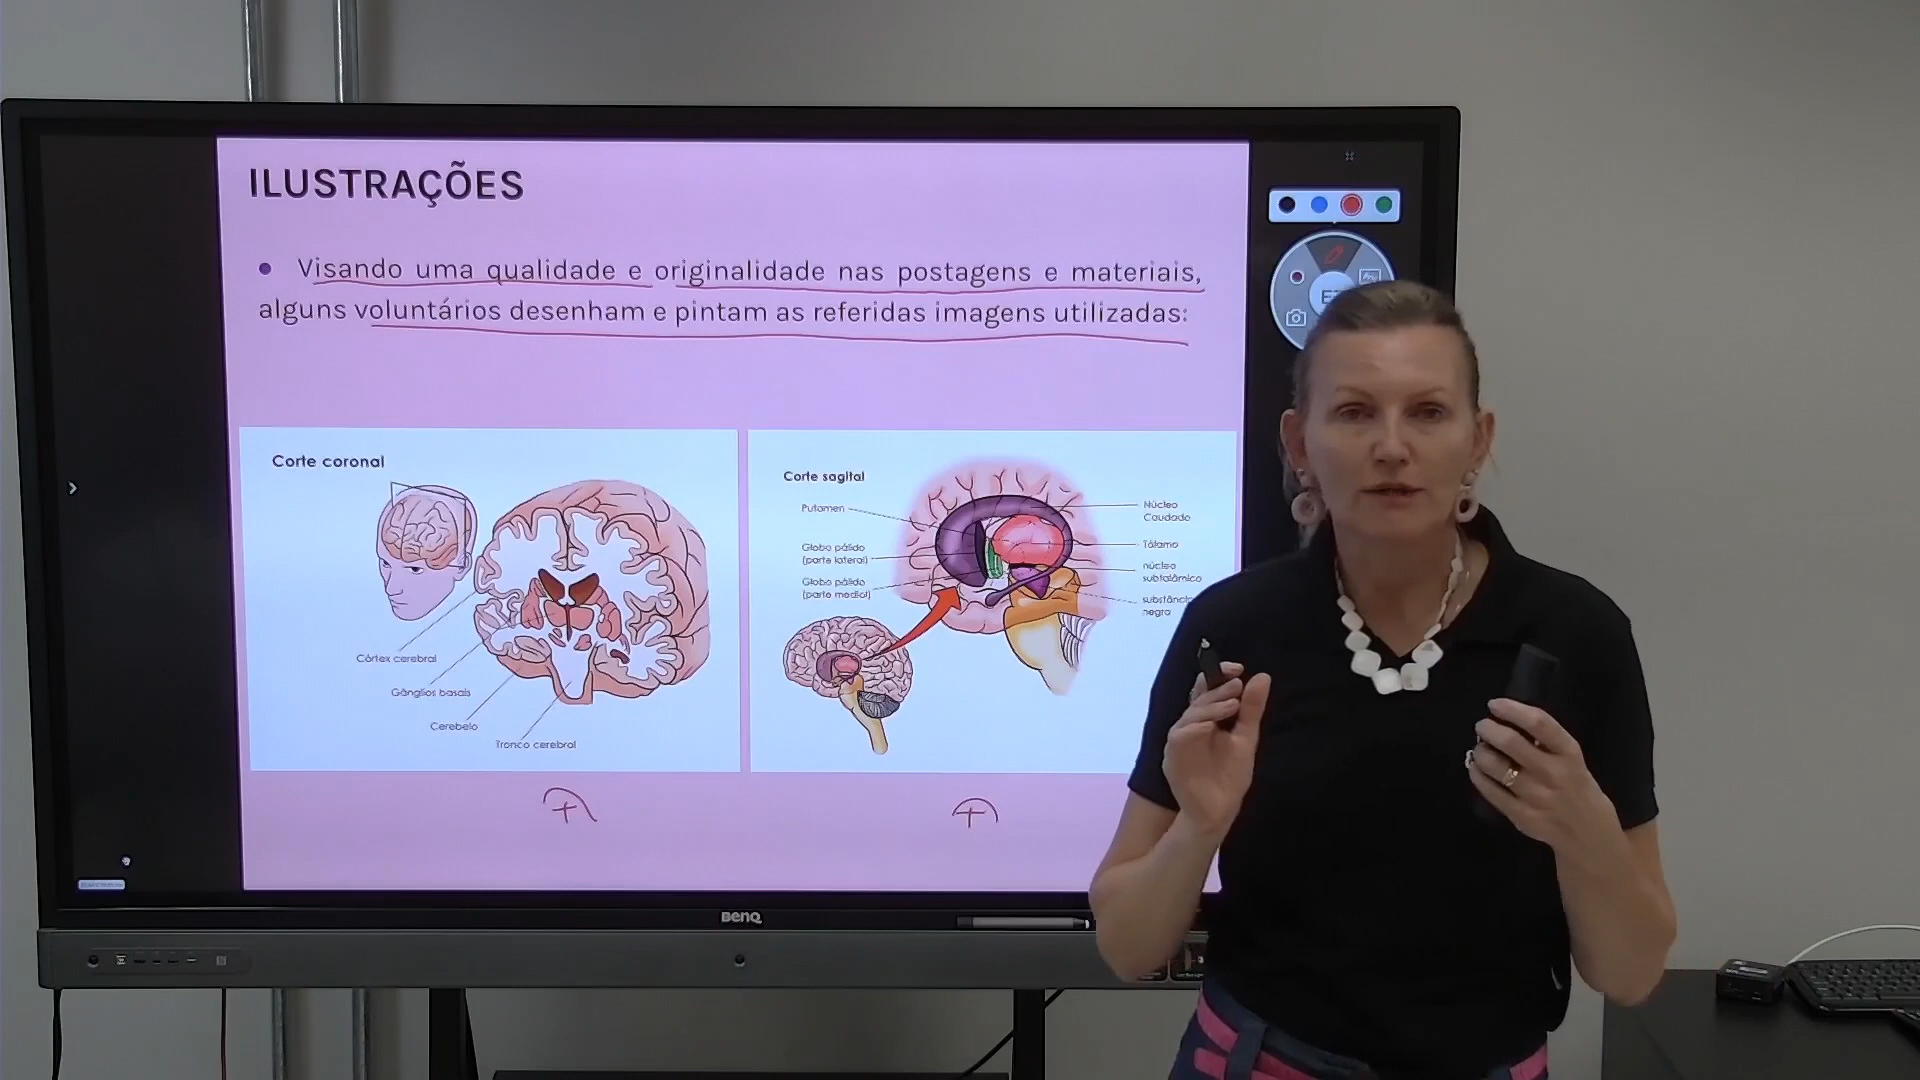 ILUSTRAÇÕES
• Visando uma qualidade e originalidade nas postagens e materiais,
alguns voluntários desenham e pintam as referidas imagens utilizadas:
Corte coronal
Córtex cerebral
Gânglios basais
Cerebelo
Tronco cerebral
Corte sagital
Putamen
Globo pálido
(parte lateral)
Globo pálido
(parte medial)
Núcleo
Caudado
Tálamo
núcleo
subtalâmico
substância
negra
BenQ